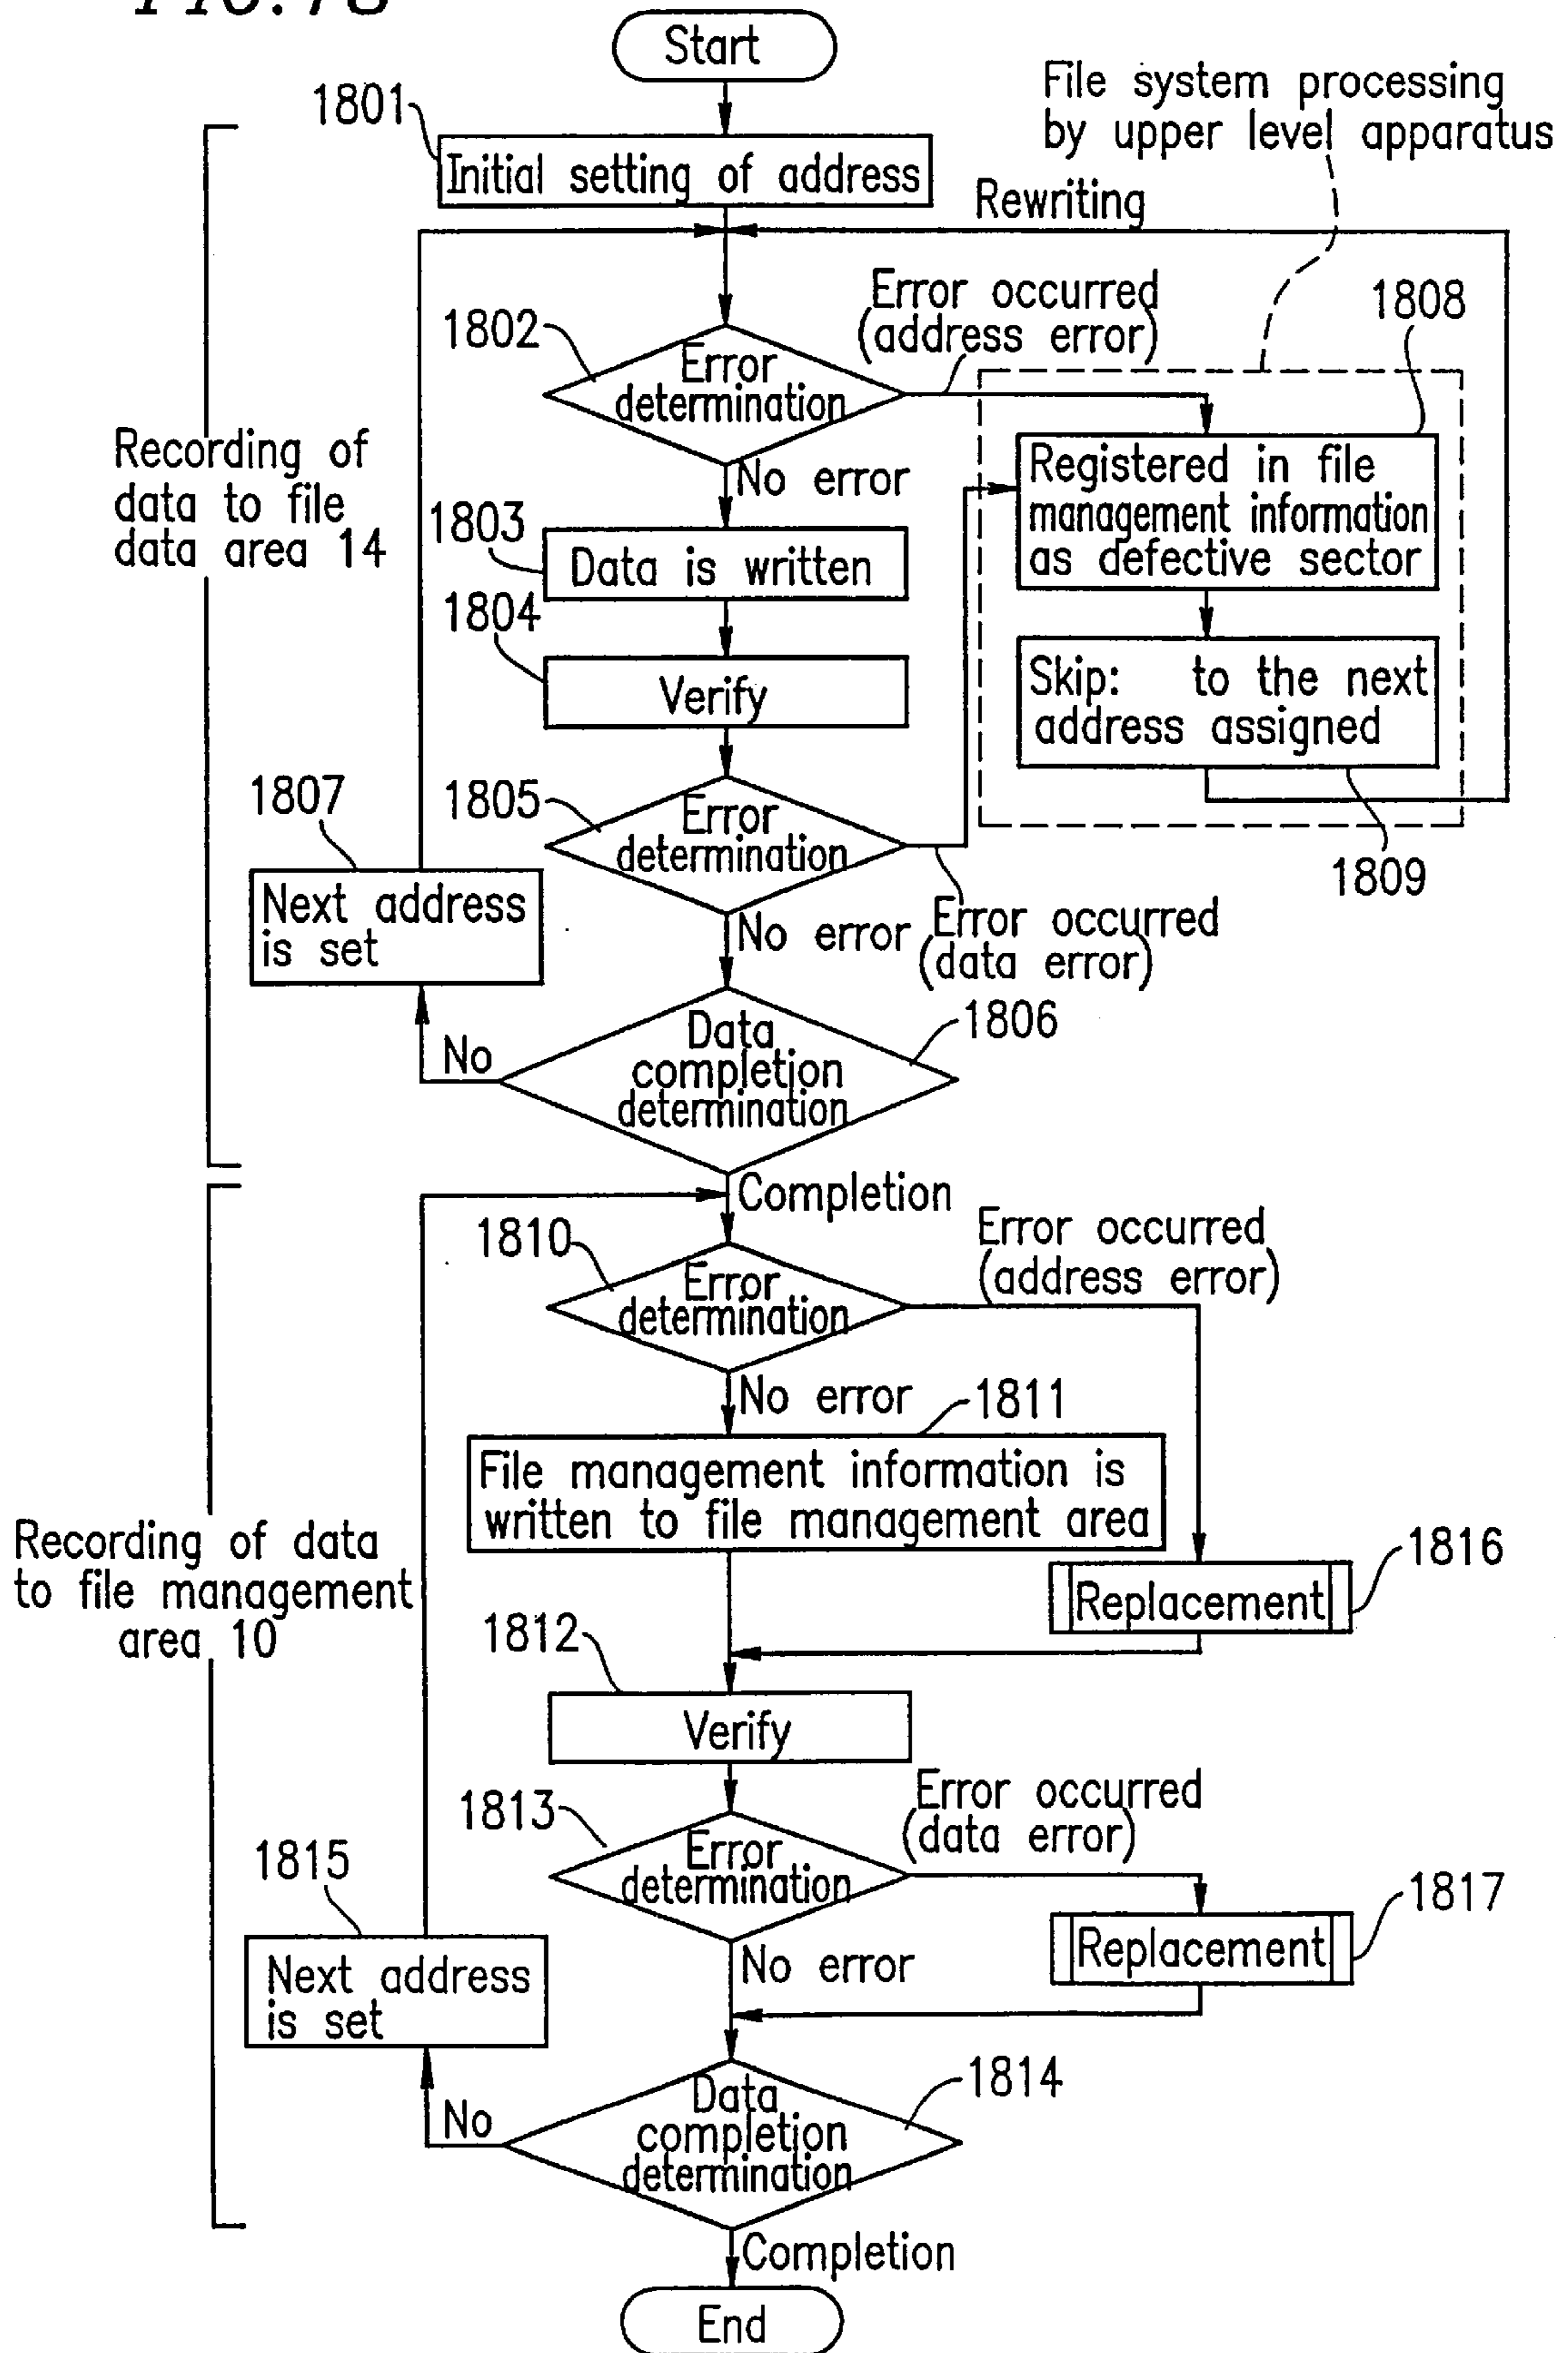 Start
File system processing
by upper level apparatus
1801
Initial setting of address
Rewriting
Error occurred
(address error)
1808
1802
Error
determination
Recording of
data to file
data area 14
No error
Registered in file
management information
as defective sector
1803
Data is written
1804
Verify
Skip: to the next
address assigned
1807
1805
Error
determination
1809
Next address
is set
No error
Error occurred
(data error)
1806
Data
completion
determination
No
Completion
1810
Error
determination
Error occurred
(address error)
No error
1811
File management information is
written to file management area
Recording of data
to file management
area 10
1816
Replacement
1812
Verify
1813
Error
determination
Error occurred
(data error)
1815
1817
Replacement
Next address
is set
No error
1814
Data
completion
determination
No
Completion
End